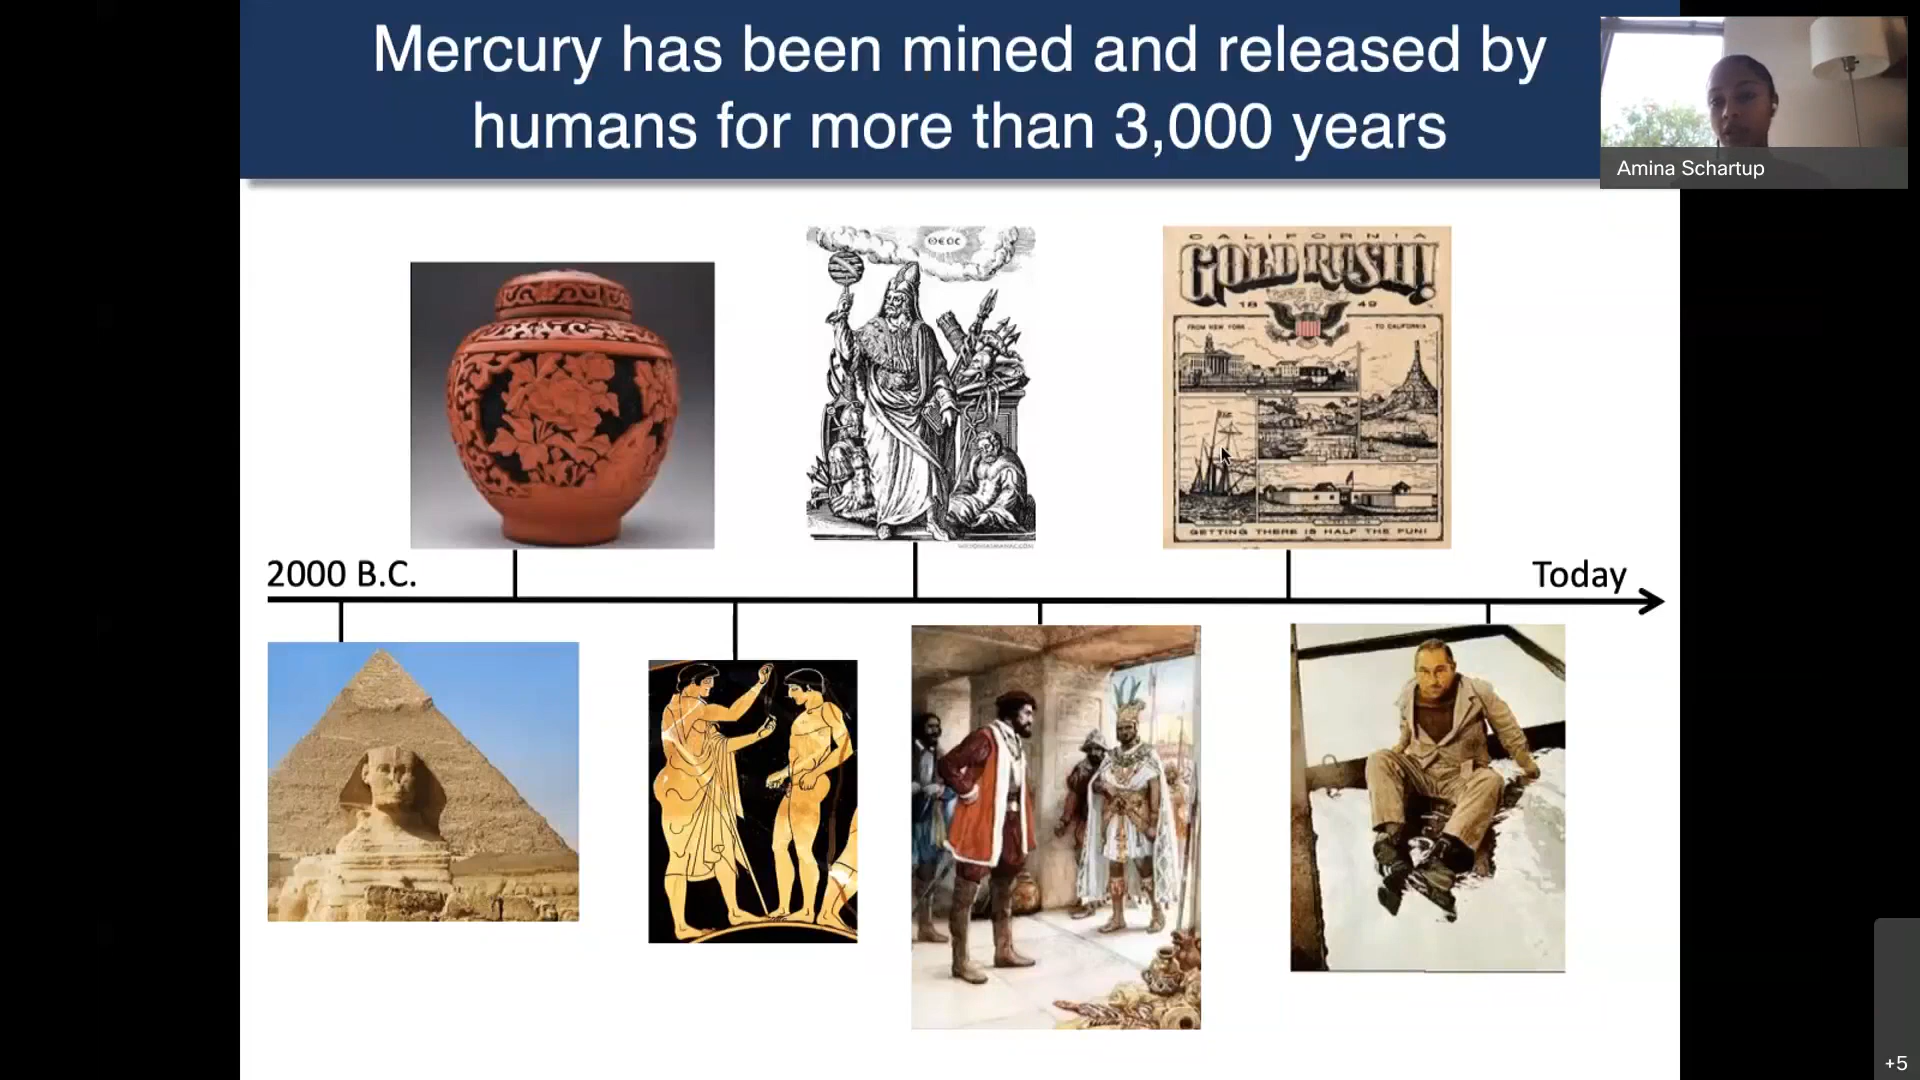 Mercury has been mined and released by
humans for more than 3,000 years
Amina Schartup
ΘΕΟC
CALIFORNIA
GOLD RUSH!
18 49
FROM NEW YORK... ...TO CALIFORNIA
GETTING THERE IS HALF THE FUN!
2000 B.C.
Today
+5